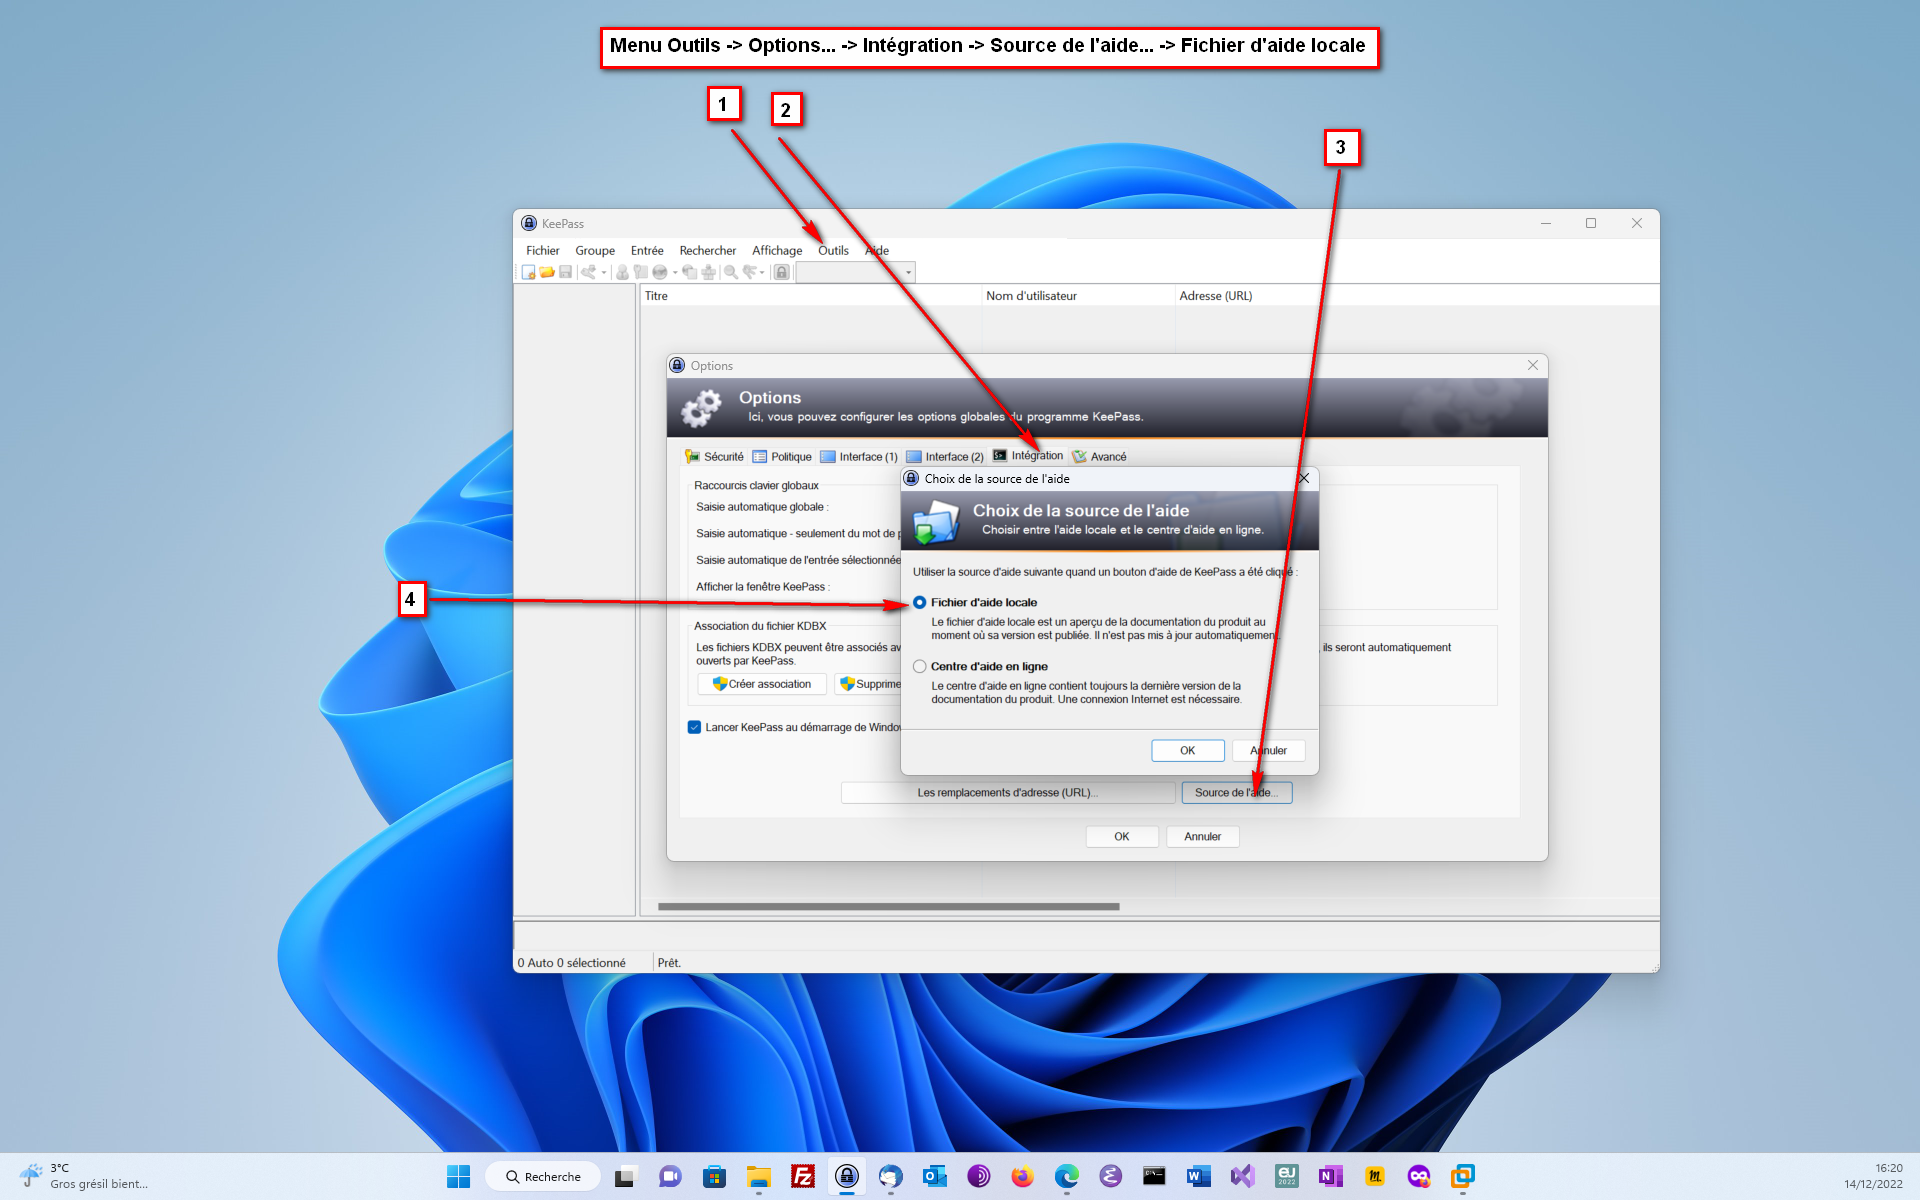 Menu Outils -> Options... -> Intégration -> Source de l'aide... -> Fichier d'aide locale
1
2
3
KeePass
Fichier Groupe Entrée Rechercher Affichage Outils Aide
Titre Nom d'utilisateur Adresse (URL)
Options
Options
Ici, vous pouvez configurer les options globales du programme KeePass.
Sécurité Politique Interface (1) Interface (2) Intégration Avancé
Raccourcis clavier globaux
Saisie automatique globale :
Saisie automatique - seulement du mot de
Saisie automatique de l'entrée sélectionnée
Afficher la fenêtre KeePass :
Association du fichier KDBX
Les fichiers KDBX peuvent être associés
, ils seront automatiquement
ouverts par KeePass.
Créer association
Supprime
Lancer KeePass au démarrage de Windo
Choix de la source de l'aide
Choix de la source de l'aide
Choisir entre l'aide locale et le centre d'aide en ligne.
Utiliser la source d'aide suivante quand un bouton d'aide de KeePass a été cliqué :
4
Fichier d'aide locale
Le fichier d'aide locale est un aperçu de la documentation du produit au
moment où sa version est publiée. Il n'est pas mis à jour automatiquement.
Centre d'aide en ligne
Le centre d'aide en ligne contient toujours la dernière version de la
documentation du produit. Une connexion Internet est nécessaire.
OK Annuler
Les remplacements d'adresse (URL)... Source de l'aide...
OK Annuler
0 Auto 0 sélectionné Prêt.
3°C
Gros grésil bient...
Recherche
16:20
14/12/2022